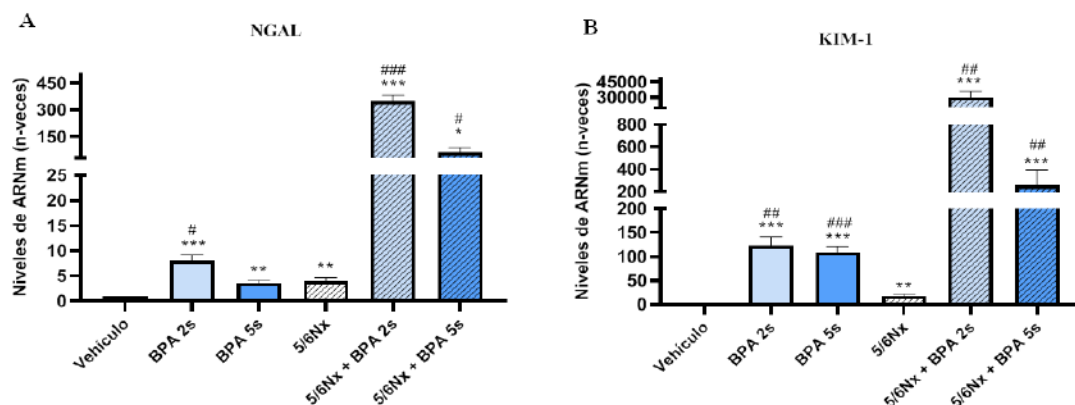 A
NGAL
Niveles de ARNm (n-veces)
450
300
150
25
20
15
10
5
0
#
***
**
**
###
***
#
*
Vehículo
BPA 2s
BPA 5s
5/6Nx
5/6Nx + BPA 2s
5/6Nx + BPA 5s
B
KIM-1
Niveles de ARNm (n-veces)
45000
30000
800
600
400
200
200
150
100
50
0
##
***
###
***
**
##
***
##
***
Vehículo
BPA 2s
BPA 5s
5/6Nx
5/6Nx + BPA 2s
5/6Nx + BPA 5s